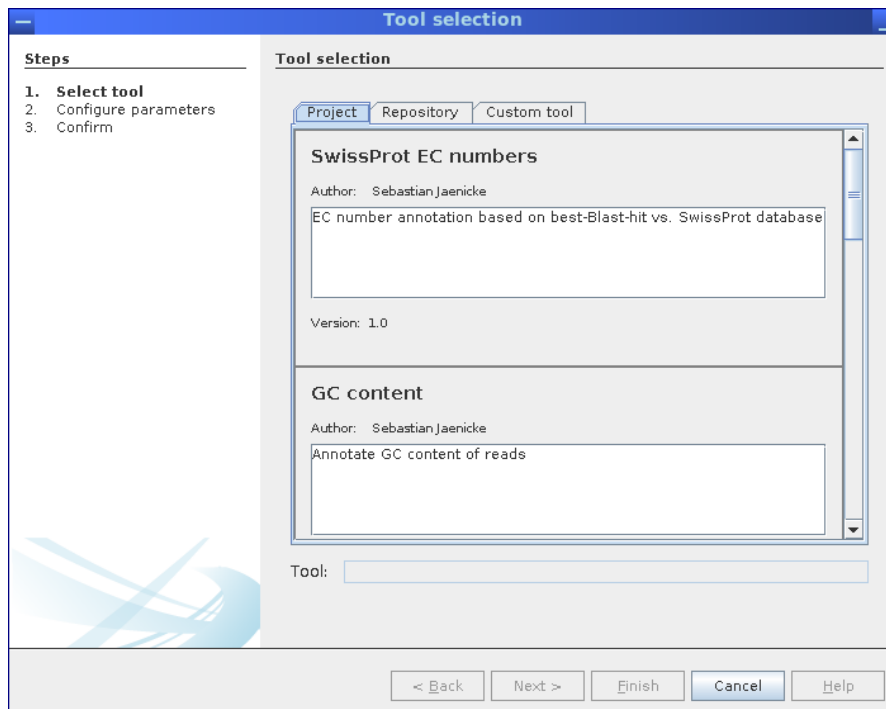 Tool selection
Steps
1. Select tool
2. Configure parameters
3. Confirm
Tool selection
Project Repository Custom tool
SwissProt EC numbers
Author: Sebastian Jaenicke
EC number annotation based on best-Blast-hit vs. SwissProt database
Version: 1.0
GC content
Author: Sebastian Jaenicke
Annotate GC content of reads
Tool:
< Back Next > Finish Cancel Help